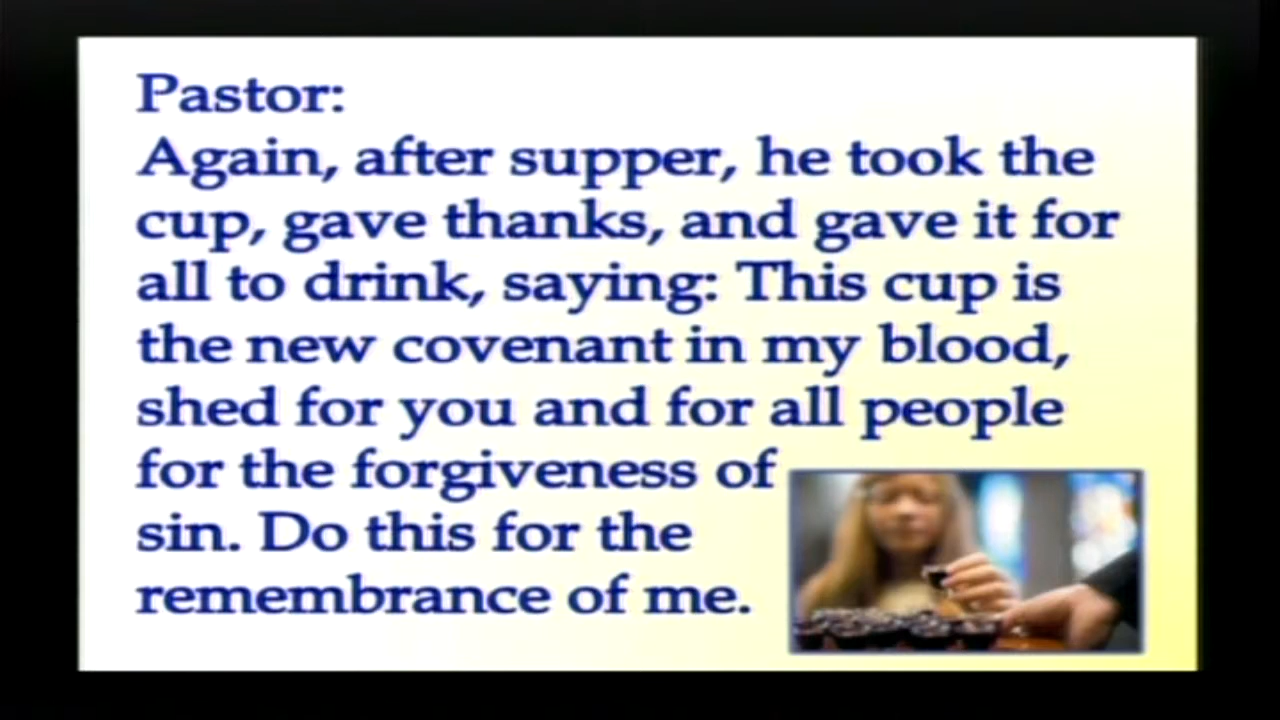 Pastor:
Again, after supper, he took the
cup, gave thanks, and gave it for
all to drink, saying: This cup is
the new covenant in my blood,
shed for you and for all people
for the forgiveness of
sin. Do this for the
remembrance of me.